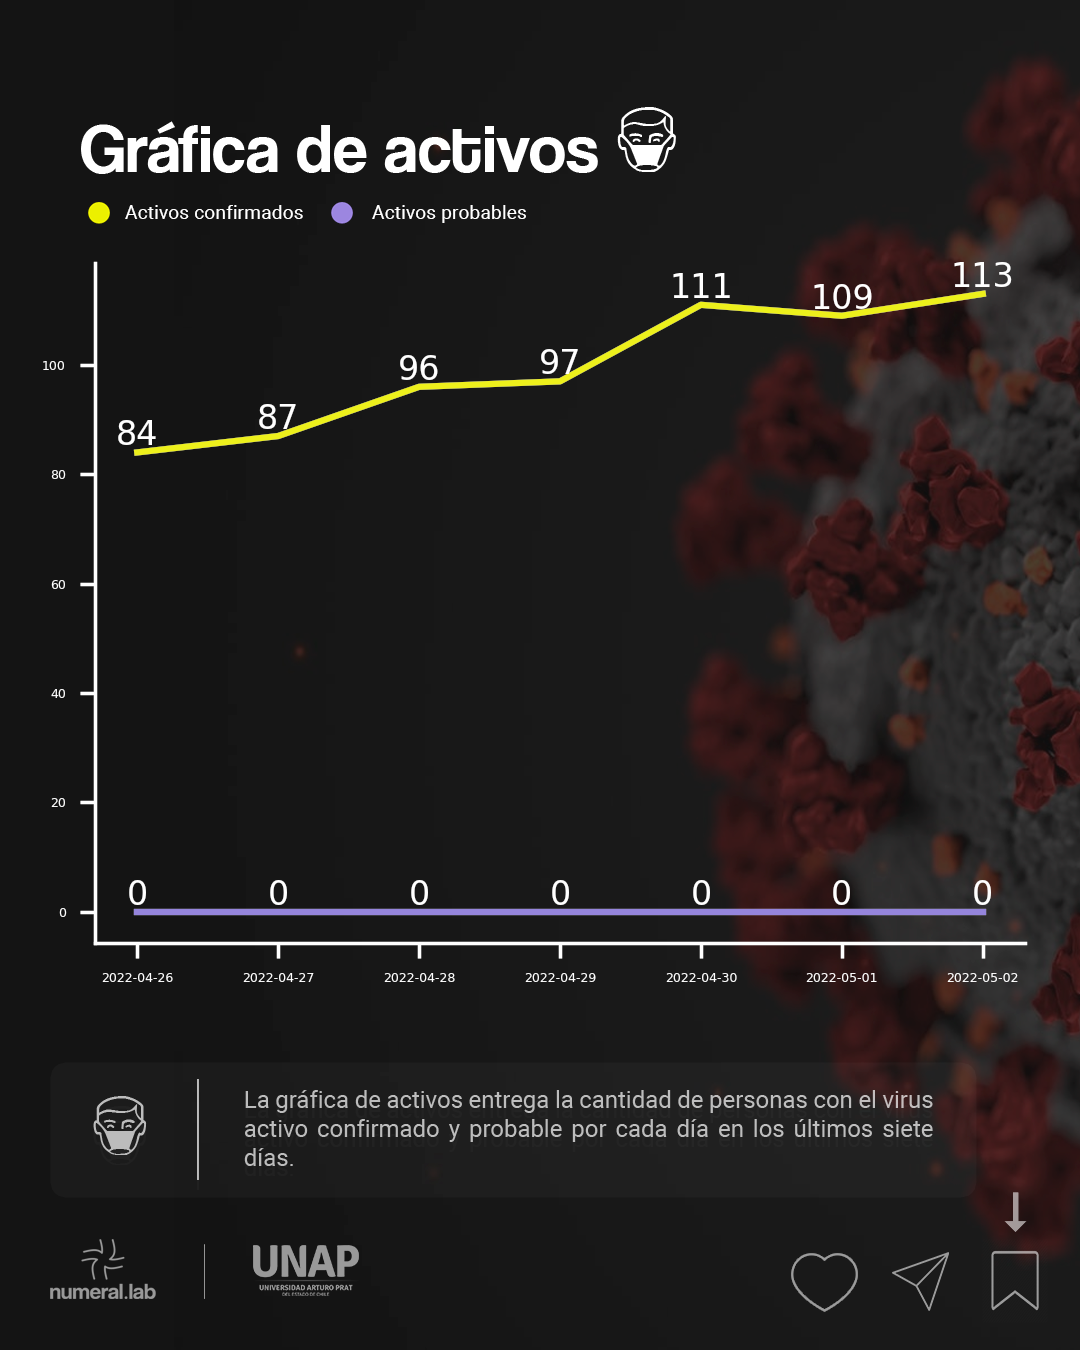 Gráfica de activos
Activos confirmados Activos probables
113
111
109
100
97
96
87
84
80
60
40
20
0 0 0 0 0 0 0
0
2022-04-26 2022-04-27 2022-04-28 2022-04-29 2022-04-30 2022-05-01 2022-05-02
La gráfica de activos entrega la cantidad de personas con el virus
activo confirmado y probable por cada día en los últimos siete
días.
numeral.lab
UNAP
UNIVERSIDAD ARTURO PRAT
DEL ESTADO DE CHILE